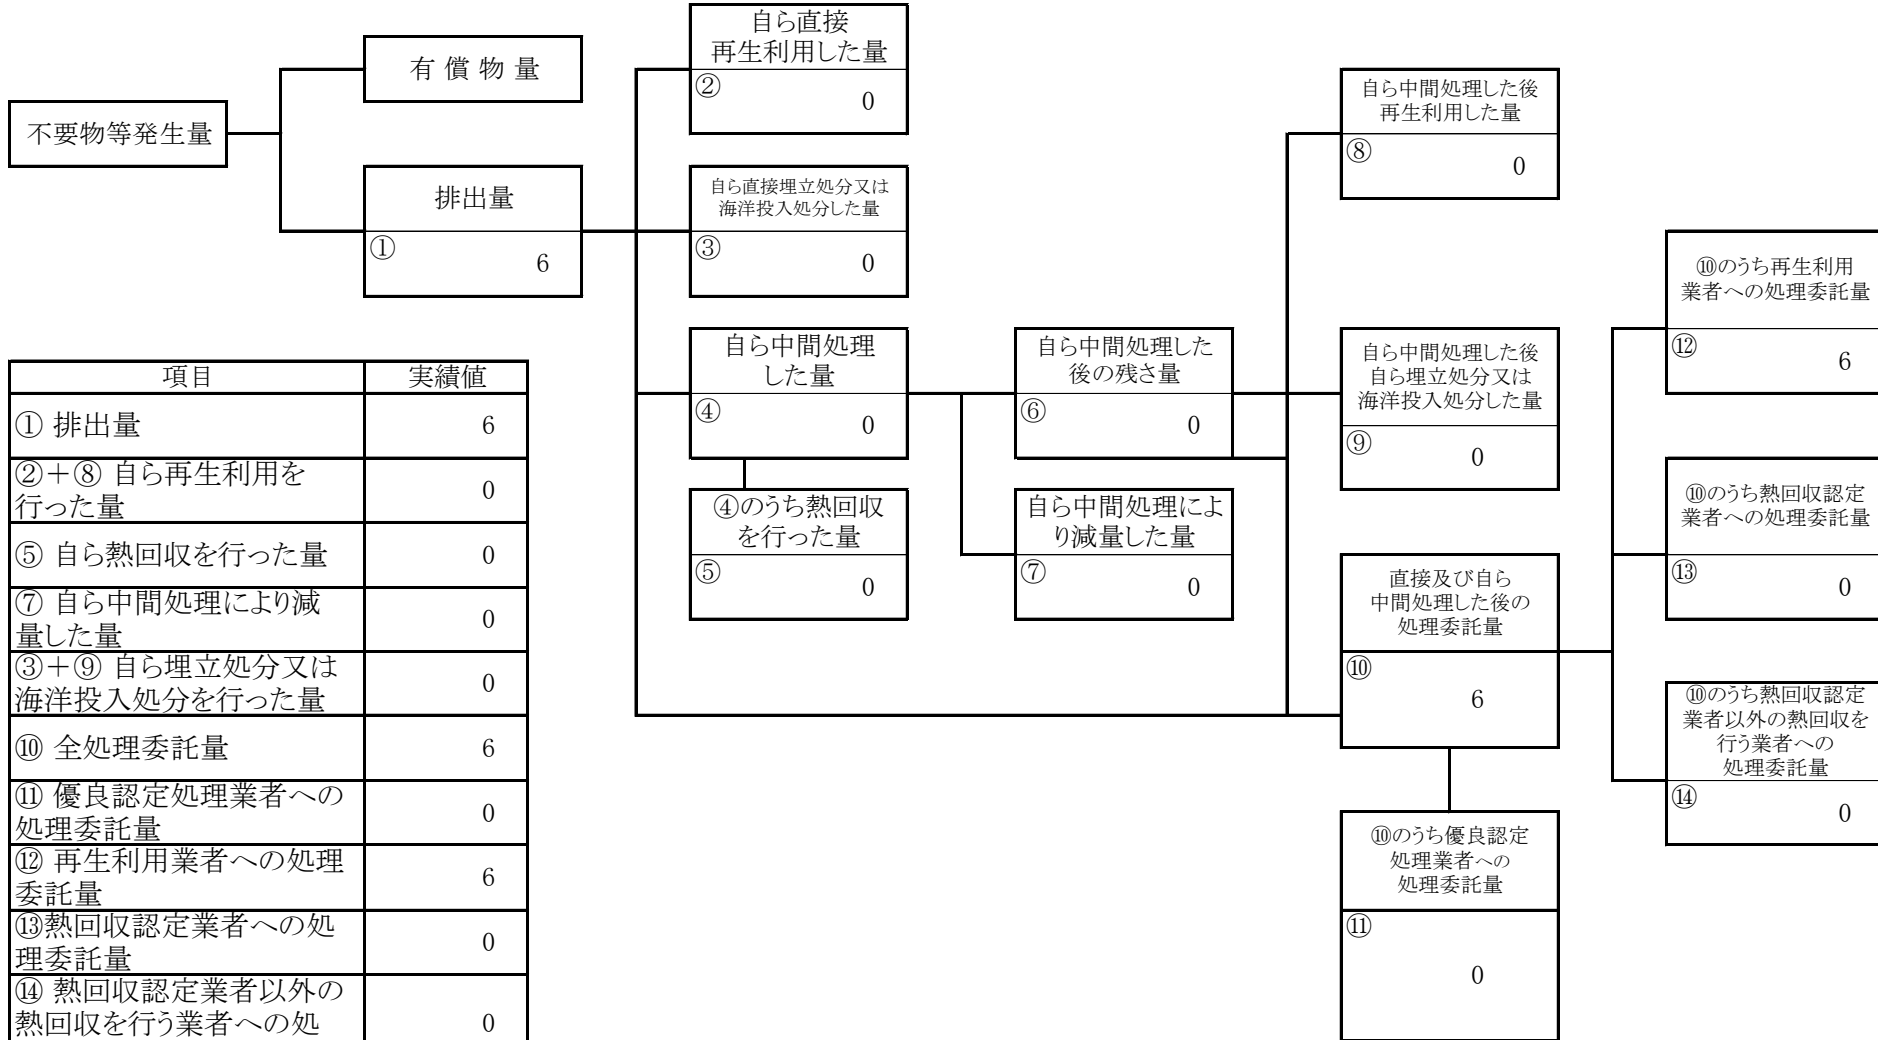 不要物等発生量
有 償 物 量
排出量
①
6
自ら直接
再生利用した量
②
0
自ら直接埋立処分又は
海洋投入処分した量
③
0
自ら中間処理
した量
④
0
④のうち熱回収
を行った量
⑤
0
自ら中間処理した
後の残さ量
⑥
0
自ら中間処理によ
り減量した量
⑦
0
自ら中間処理した後
再生利用した量
⑧
0
自ら中間処理した後
自ら埋立処分又は
海洋投入処分した量
⑨
0
直接及び自ら
中間処理した後の
処理委託量
⑩
6
⑩のうち優良認定
処理業者への
処理委託量
⑪
0
⑩のうち再生利用
業者への処理委託量
⑫
6
⑩のうち熱回収認定
業者への処理委託量
⑬
0
⑩のうち熱回収認定
業者以外の熱回収を
行う業者への
処理委託量
⑭
0
項目 実績値
① 排出量 6
②+⑧ 自ら再生利用を
行った量 0
⑤ 自ら熱回収を行った量 0
⑦ 自ら中間処理により減
量した量 0
③+⑨ 自ら埋立処分又は
海洋投入処分を行った量 0
⑩ 全処理委託量 6
⑪ 優良認定処理業者への
処理委託量 0
⑫ 再生利用業者への処理
委託量 6
⑬熱回収認定業者への処
理委託量 0
⑭ 熱回収認定業者以外の
熱回収を行う業者への処 0